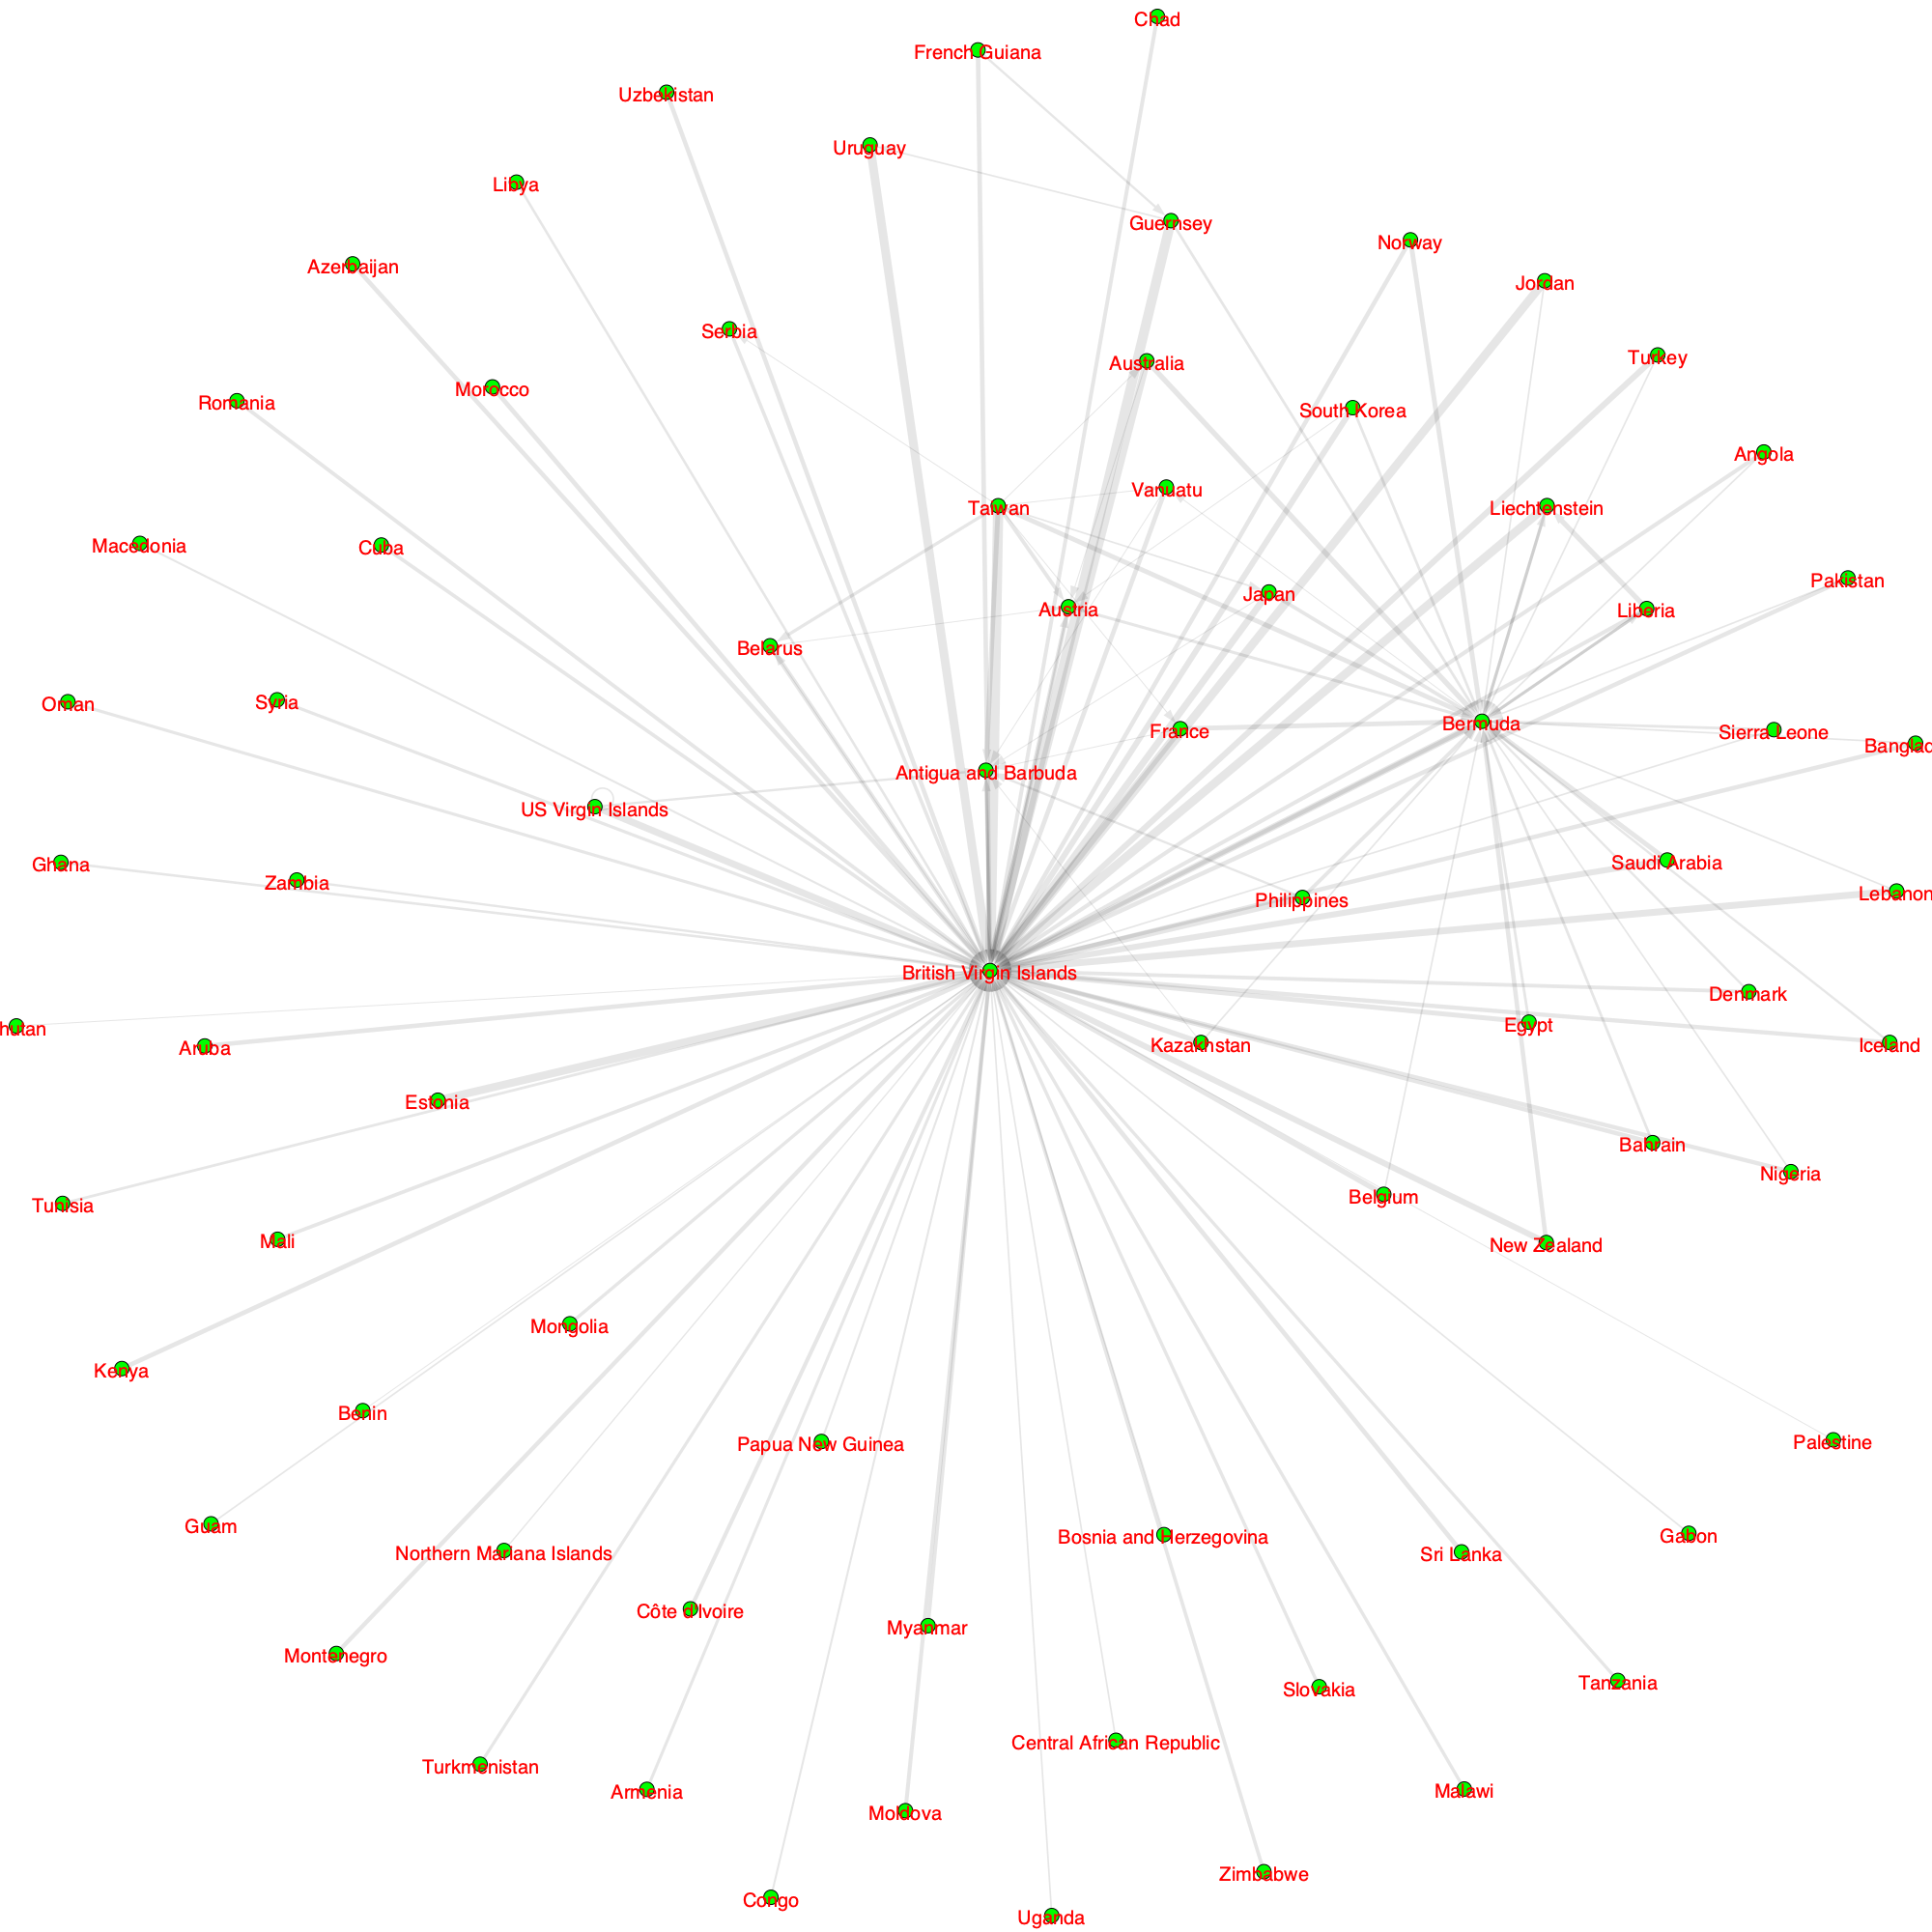 Chad
French Guiana
Uzbekistan
Uruguay
Libya
Guernsey
Norway
Azerbaijan
Jordan
Serbia
Australia
Turkey
Romania
Morocco
South Korea
Angola
Vanuatu
Taiwan
Liechtenstein
Macedonia
Cuba
Pakistan
Japan
Austria
Liberia
Belarus
Oman
Syria
France
Bermuda
Sierra Leone
Banglad
Antigua and Barbuda
US Virgin Islands
Ghana
Zambia
Saudi Arabia
Philippines
Lebanon
British Virgin Islands
Denmark
hutan
Aruba
Egypt
Kazakhstan
Iceland
Estonia
Bahrain
Nigeria
Tunisia
Belgium
Mali
New Zealand
Mongolia
Kenya
Benin
Papua New Guinea
Palestine
Guam
Northern Mariana Islands
Bosnia and Herzegovina
Sri Lanka
Gabon
Côte d'Ivoire
Myanmar
Montenegro
Slovakia
Tanzania
Central African Republic
Turkmenistan
Armenia
Malawi
Moldova
Zimbabwe
Congo
Uganda